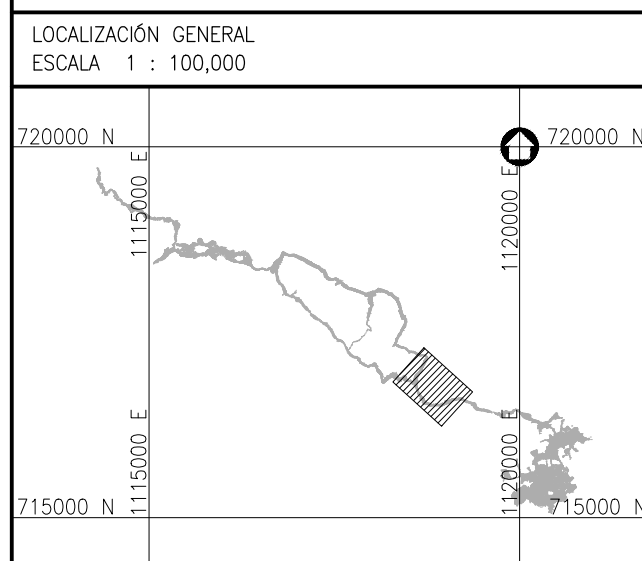 LOCALIZACIÓN GENERAL
ESCALA 1 : 100,000
720000 N
720000 N
1115000 E
1120000 E
1115000 E
1120000 E
715000 N
715000 N